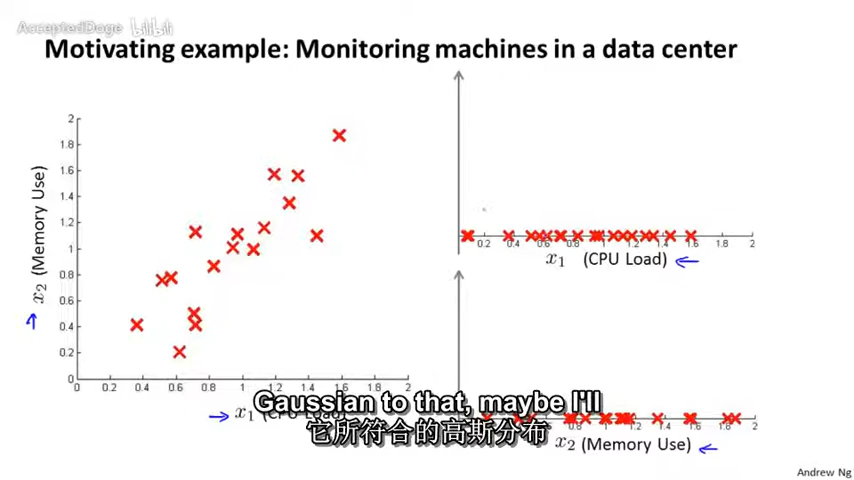 AcceptedDoge bilibili
Motivating example: Monitoring machines in a data center
2
1.8
1.6
1.4
1.2
1
0.8
0.6
0.4
0.2
0
x₂ (Memory Use)
0 0.2 0.4 0.6 0.8 1 1.2 1.4 1.6 1.8 2
x₁ (CPU Load)
0.2 0.4 0.6 0.8 1 1.2 1.4 1.6 1.8 2
x₁ (CPU Load)
1.2 1.4 1.6 1.8 2
x₂ (Memory Use)
Gaussian to that, maybe I'll
它所符合的高斯分布
Andrew Ng